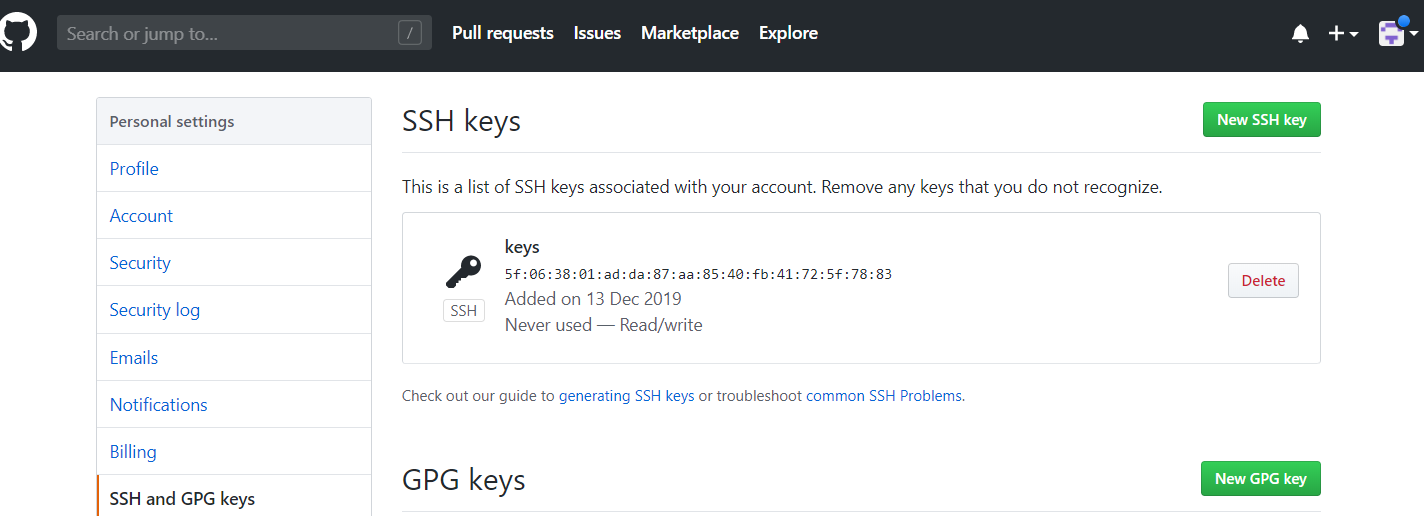 Search or jump to... /
Pull requests Issues Marketplace Explore
Personal settings
Profile
Account
Security
Security log
Emails
Notifications
Billing
SSH and GPG keys
SSH keys
New SSH key
This is a list of SSH keys associated with your account. Remove any keys that you do not recognize.
keys
5f:06:38:01:ad:da:87:aa:85:40:fb:41:72:5f:78:83
Added on 13 Dec 2019
Never used — Read/write
SSH
Delete
Check out our guide to generating SSH keys or troubleshoot common SSH Problems.
GPG keys
New GPG key